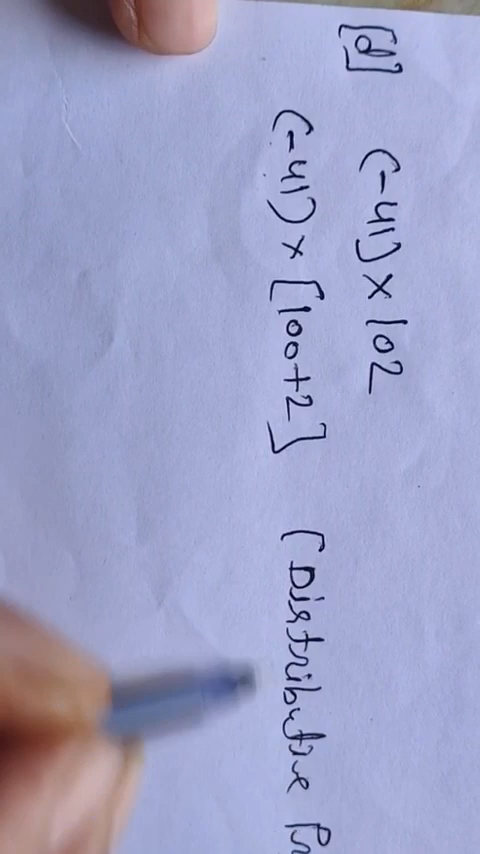 [d] (-41) × 102
(-41) × [100+2] (Distributive